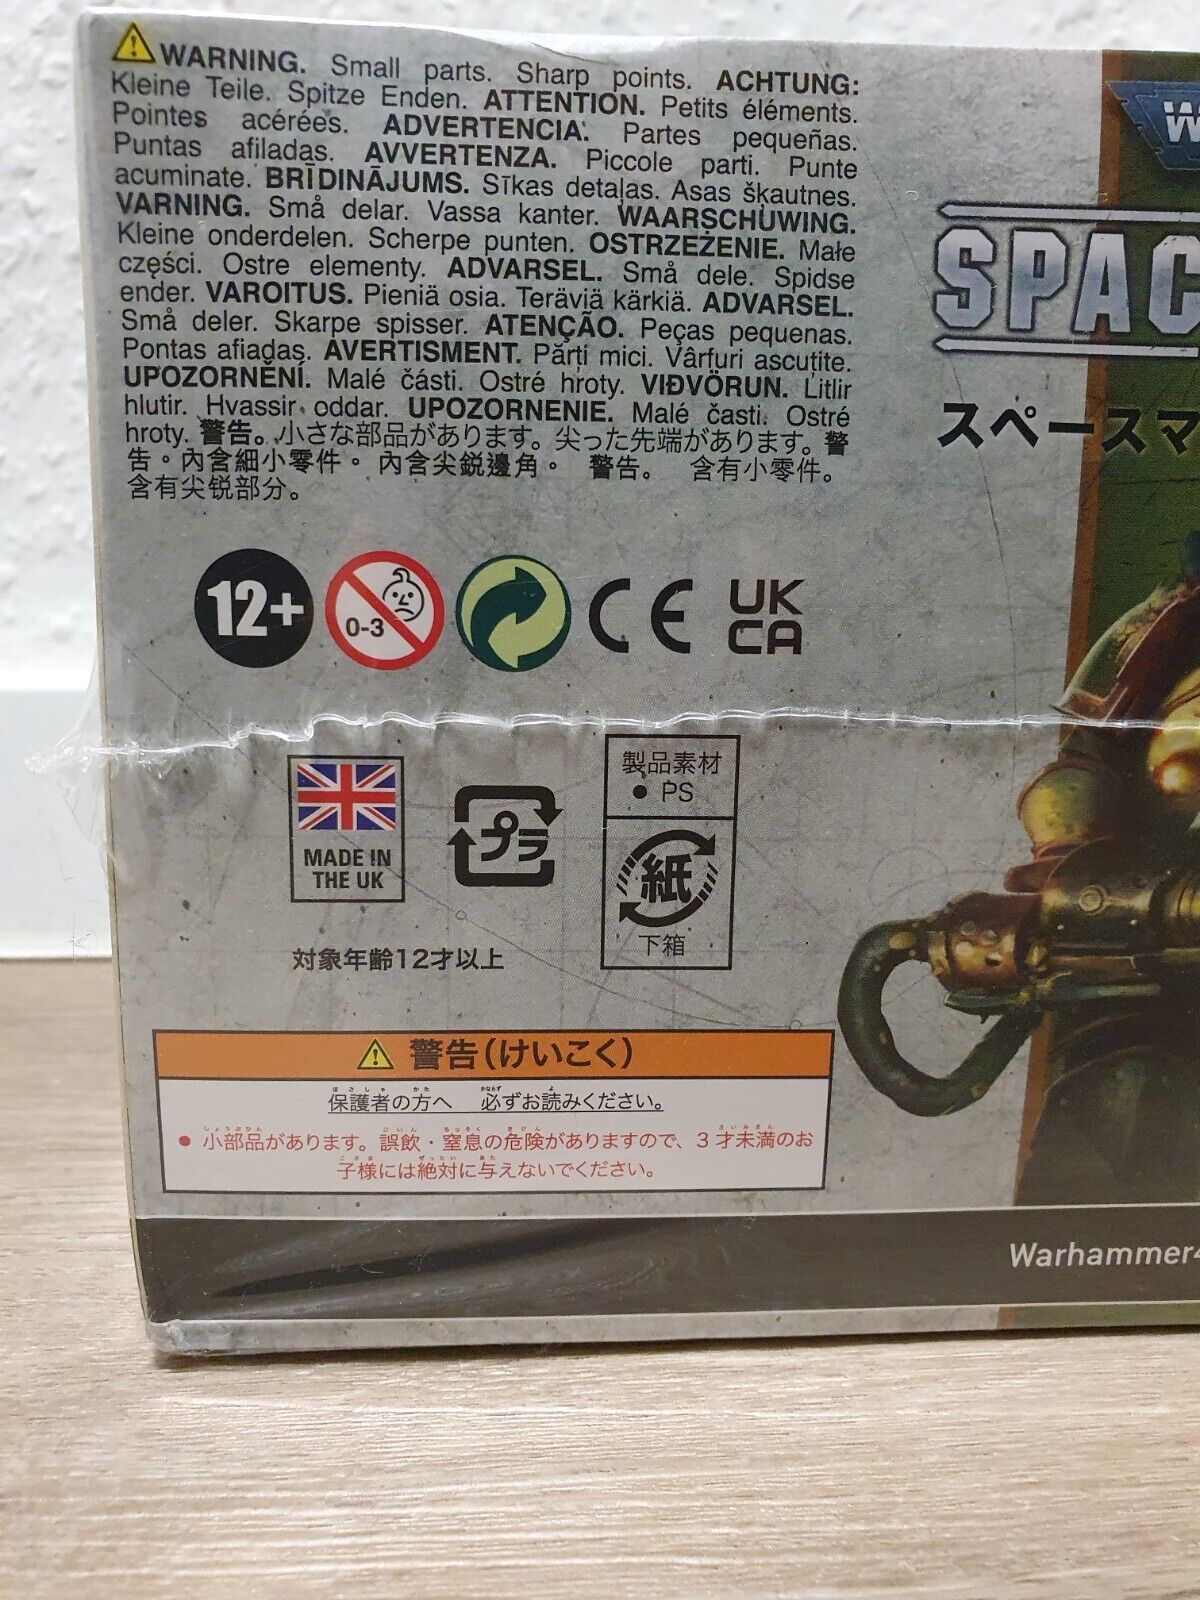 WARNING. Small parts. Sharp points. ACHTUNG:
Kleine Teile. Spitze Enden. ATTENTION. Petits éléments.
Pointes acérées. ADVERTENCIA. Partes pequeñas.
Puntas afiladas. AVVERTENZA. Piccole parti. Punte
acuminate. BRĪDINĀJUMS. Sīkas detaļas. Asas šķautnes.
VARNING. Små delar. Vassa kanter. WAARSCHUWING.
Kleine onderdelen. Scherpe punten. OSTRZEŻENIE. Małe
części. Ostre elementy. ADVARSEL. Små dele. Spidse
ender. VAROITUS. Pieniä osia. Teräviä kärkiä. ADVARSEL.
Små deler. Skarpe spisser. ATENÇÃO. Peças pequenas.
Pontas afiadas. AVERTISMENT. Părți mici. Vârfuri ascuțite.
UPOZORNĚNÍ. Malé části. Ostré hroty. VIÐVÖRUN. Litlir
hlutir. Hvassir oddar. UPOZORNENIE. Malé časti. Ostré
hroty. 警告。小さな部品があります。尖った先端があります。警
告。內含細小零件。 內含尖銳邊角。 警告。 含有小零件。
含有尖锐部分。
SPAC
スペースマ
12+
0-3
CE
UK
CA
MADE IN
THE UK
プラ
製品素材
• PS
紙
下箱
対象年齢12才以上
警告(けいこく)
保護者の方へ 必ずお読みください。
• 小部品があります。誤飲・窒息の危険がありますので、3才未満のお
子様には絶対に与えないでください。
Warhammer4